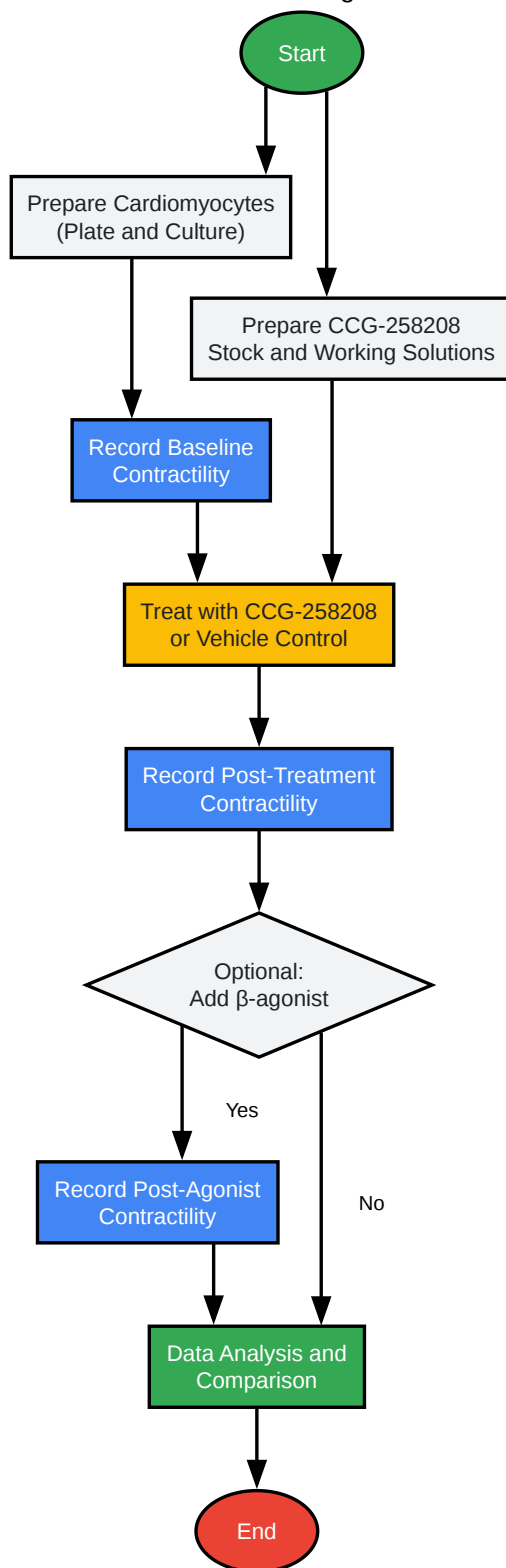 Start
Prepare Cardiomyocytes
(Plate and Culture)
Prepare CCG-258208
Stock and Working Solutions
Record Baseline
Contractility
Treat with CCG-258208
or Vehicle Control
Record Post-Treatment
Contractility
Optional:
Add β-agonist
Yes
Record Post-Agonist
Contractility
No
Data Analysis and
Comparison
End